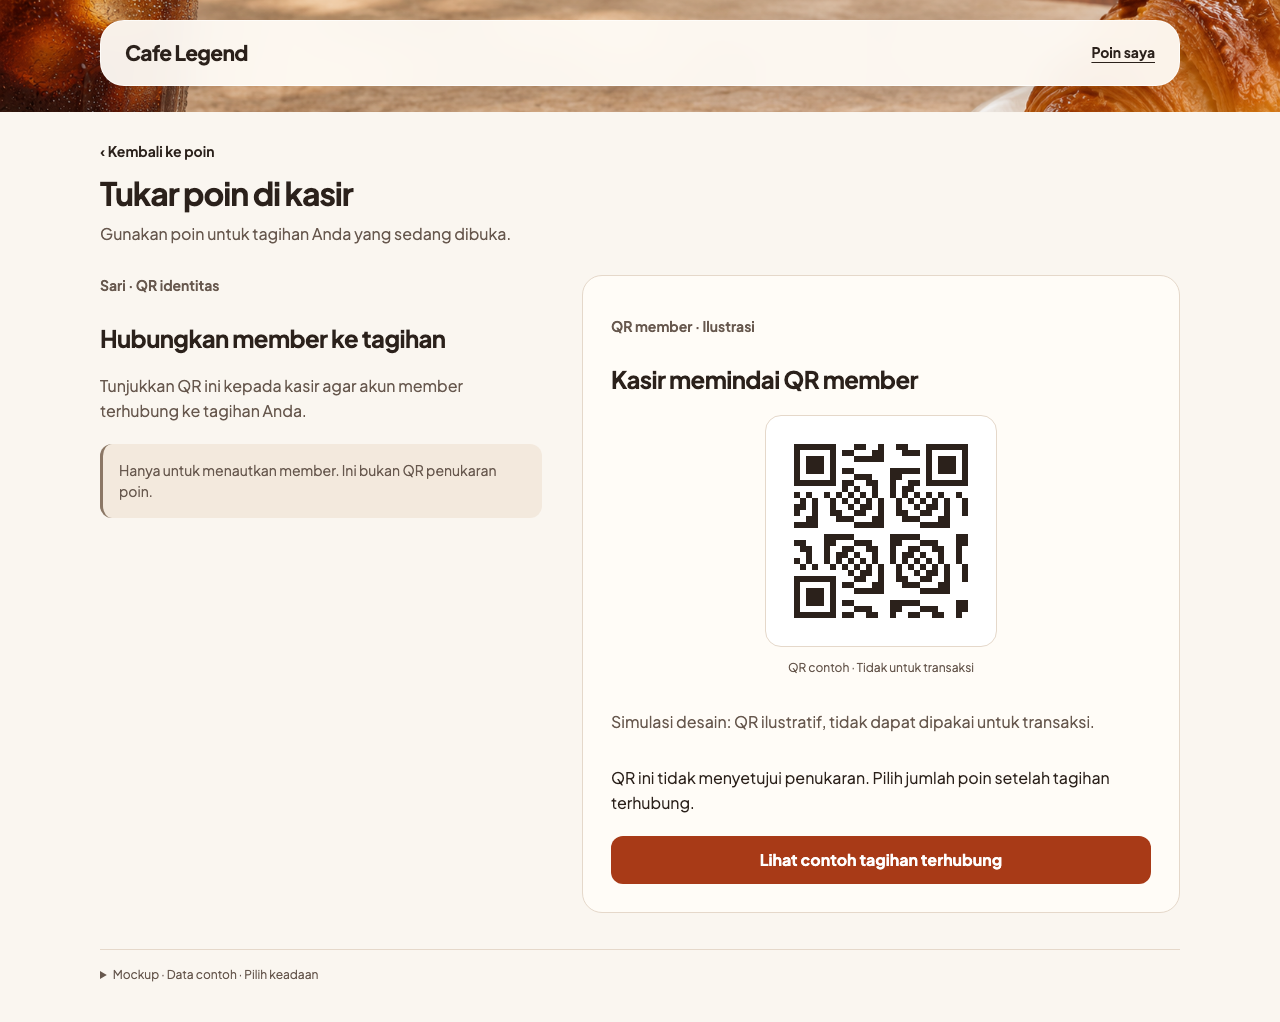 Cafe Legend
Poin saya
‹ Kembali ke poin
Tukar poin di kasir
Gunakan poin untuk tagihan Anda yang sedang dibuka.
Sari · QR identitas
Hubungkan member ke tagihan
Tunjukkan QR ini kepada kasir agar akun member
terhubung ke tagihan Anda.
Hanya untuk menautkan member. Ini bukan QR penukaran
poin.
QR member · Ilustrasi
Kasir memindai QR member
QR contoh · Tidak untuk transaksi
Simulasi desain: QR ilustratif, tidak dapat dipakai untuk transaksi.
QR ini tidak menyetujui penukaran. Pilih jumlah poin setelah tagihan
terhubung.
Lihat contoh tagihan terhubung
Mockup · Data contoh · Pilih keadaan